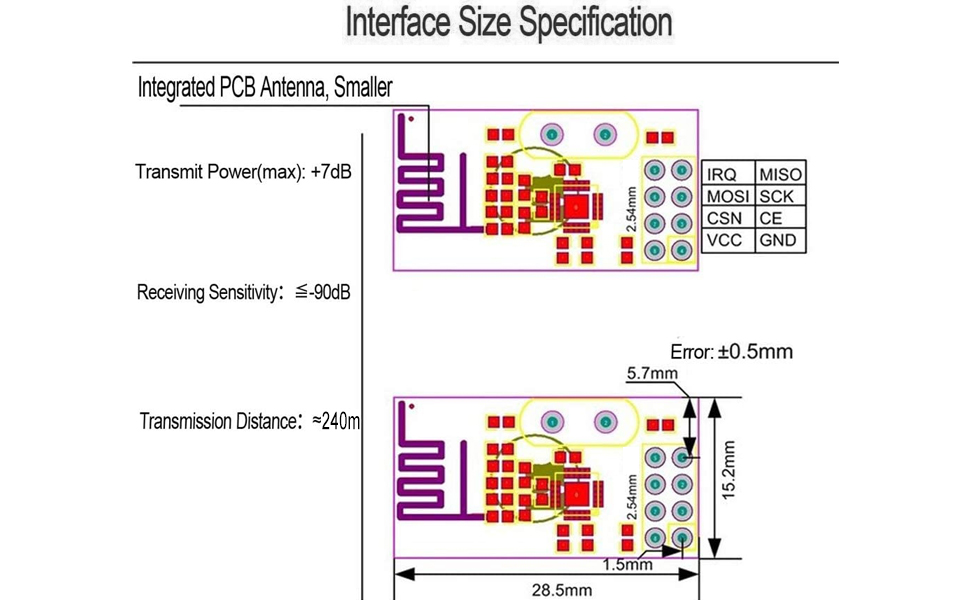 Interface Size Specification
Integrated PCB Antenna, Smaller
Transmit Power(max): +7dB
2.54mm
IRQ MISO
MOSI SCK
CSN CE
VCC GND
Receiving Sensitivity: ≦-90dB
Error: ±0.5mm
5.7mm
Transmission Distance: ≈240m
15.2mm
2.54mm
1.5mm
28.5mm